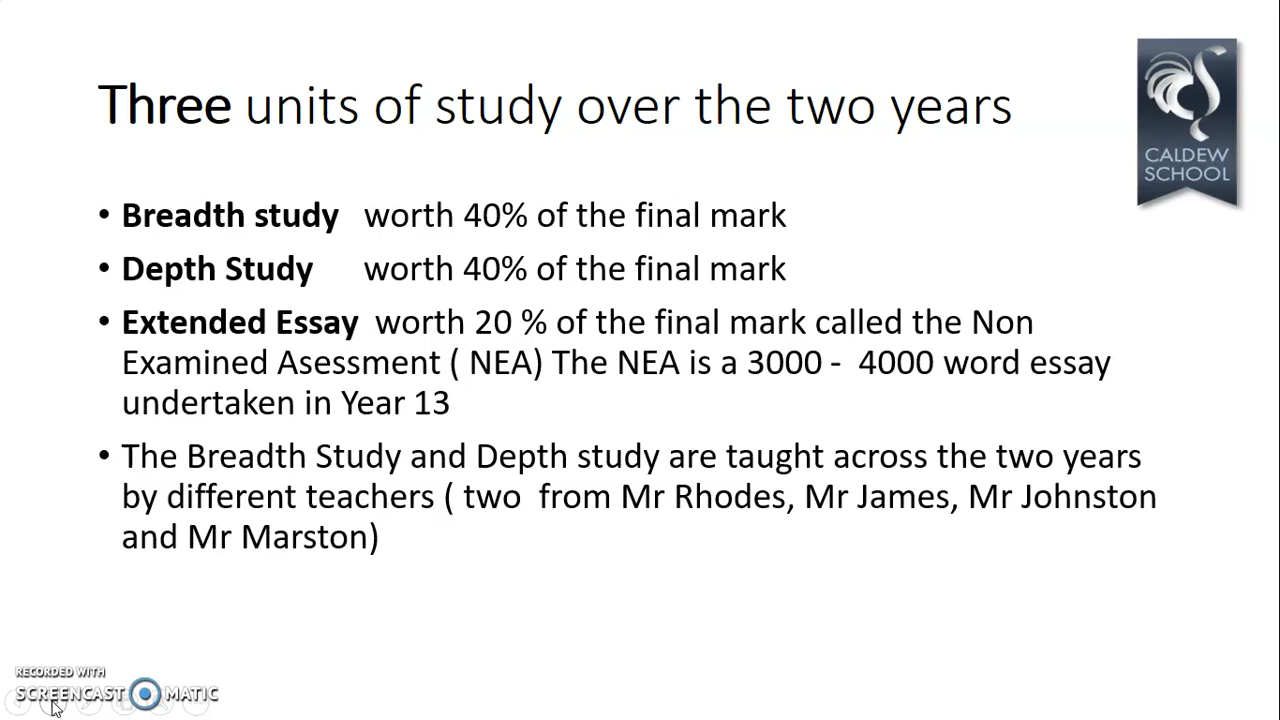 Three units of study over the two years
CALDEW
SCHOOL
• Breadth study worth 40% of the final mark
• Depth Study worth 40% of the final mark
• Extended Essay worth 20 % of the final mark called the Non
Examined Asessment ( NEA) The NEA is a 3000 - 4000 word essay
undertaken in Year 13
• The Breadth Study and Depth study are taught across the two years
by different teachers ( two from Mr Rhodes, Mr James, Mr Johnston
and Mr Marston)
RECORDED WITH
SCREENCAST MATIC